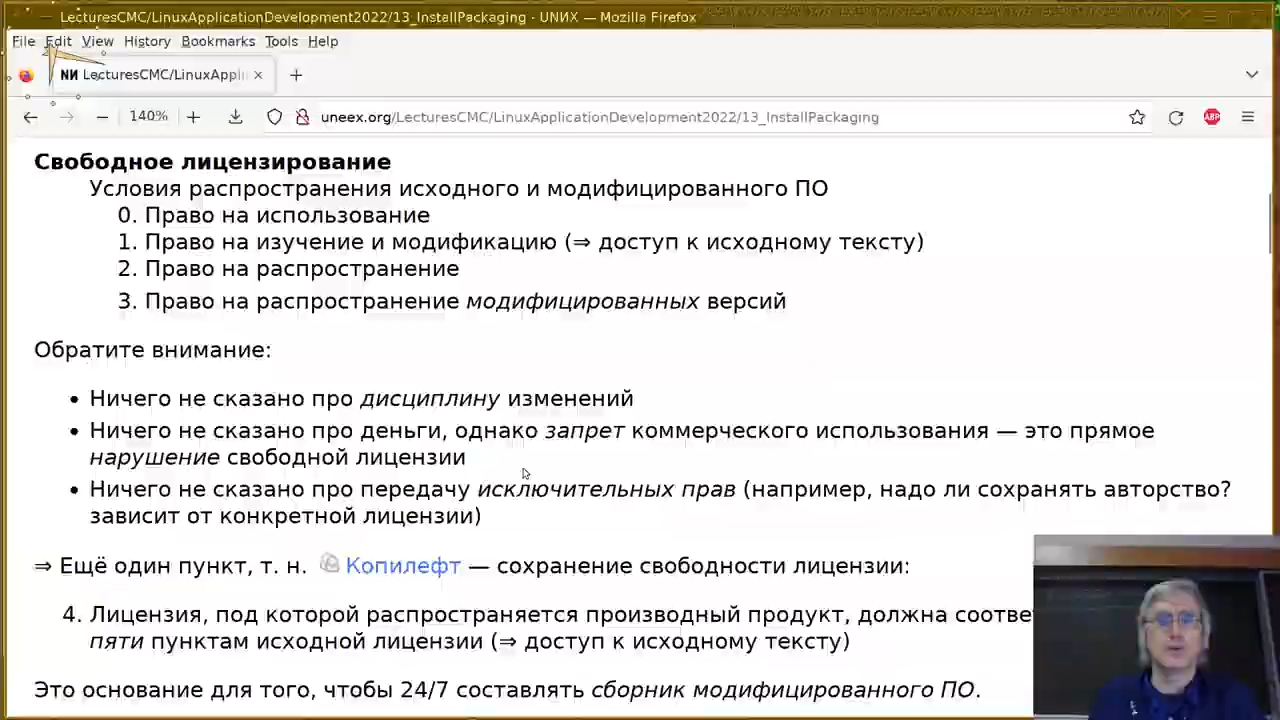 LecturesCMC/LinuxApplicationDevelopment2022/13_InstallPackaging - UNИX — Mozilla Firefox
File Edit View History Bookmarks Tools Help
NИ LecturesCMC/LinuxAppli
140%
uneex.org/LecturesCMC/LinuxApplicationDevelopment2022/13_InstallPackaging
ABP
Свободное лицензирование
Условия распространения исходного и модифицированного ПО
0. Право на использование
1. Право на изучение и модификацию (⇒ доступ к исходному тексту)
2. Право на распространение
3. Право на распространение модифицированных версий
Обратите внимание:
• Ничего не сказано про дисциплину изменений
• Ничего не сказано про деньги, однако запрет коммерческого использования — это прямое
нарушение свободной лицензии
• Ничего не сказано про передачу исключительных прав (например, надо ли сохранять авторство?
зависит от конкретной лицензии)
⇒ Ещё один пункт, т. н. Копилефт — сохранение свободности лицензии:
4. Лицензия, под которой распространяется производный продукт, должна
пяти пунктам исходной лицензии (⇒ доступ к исходному тексту)
Это основание для того, чтобы 24/7 составлять сборник модифицированного ПО.